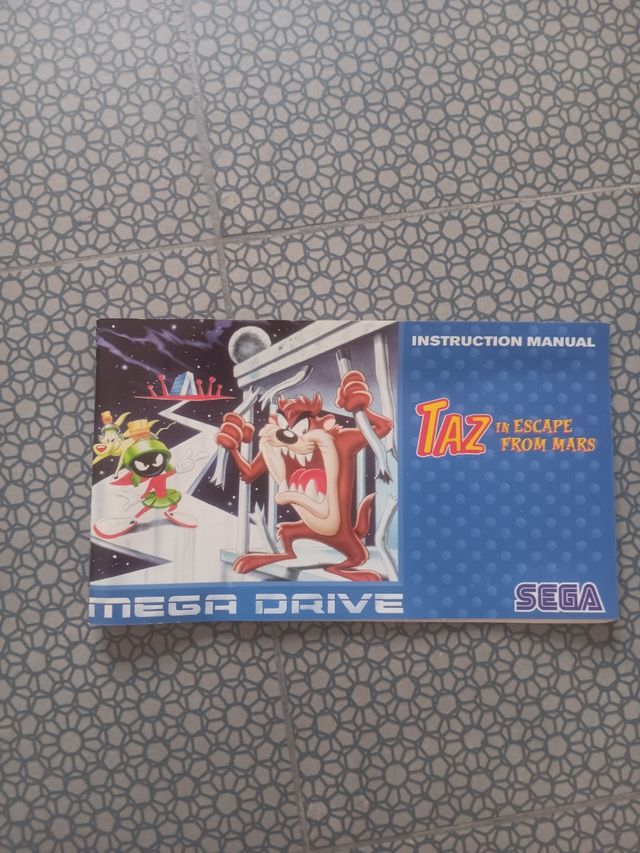 INSTRUCTION MANUAL
TAZ IN ESCAPE
FROM MARS
MEGA DRIVE
SEGA